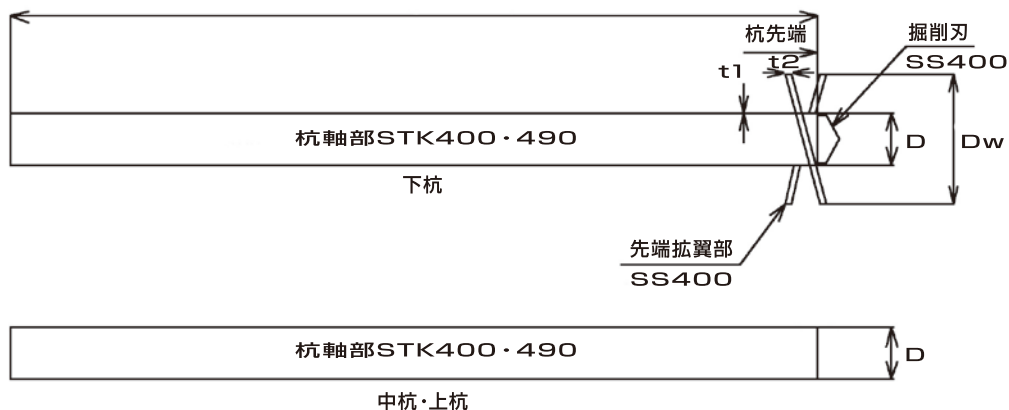 杭先端
掘削刃
SS400
t2
t1
杭軸部STK400・490
D
Dw
下杭
先端拡翼部
SS400
杭軸部STK400・490
D
中杭・上杭